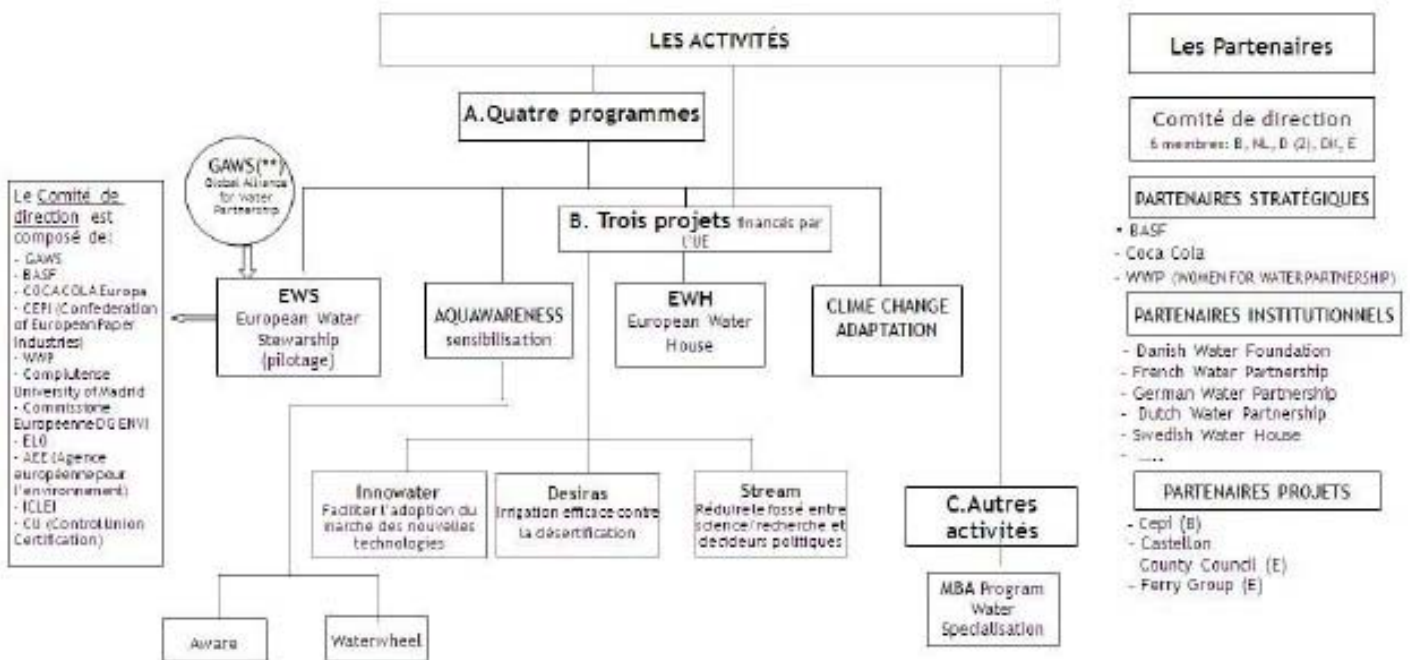 LES ACTIVITÉS
A.Quatre programmes
GAWS(**)
Global Alliance
for Water
Partnership
Le Comité de
direction est
composé de:
- GAWS
- BASF
- COCACOLA Europa
- CEPI (Confederation
of European Paper
Industries)
- WWP
- Complutense
University of Madrid
- Commissione
Européenne DG ENVI
- ELO
- AEE (Agence
européenne pour
l'environnement)
- ICLEI
- CU (Control Union
Certification)
B. Trois projets financés par
l'UE
EWS
European Water
Stewarship
(pilotage)
AQUAWARENESS
sensibilisation
EWH
European Water
House
CLIME CHANGE
ADAPTATION
Innowater
Faciliter l'adoption du
marche des nouvelles
technologies
Desiras
Irrigation efficace contre
la désertification
Stream
Réduire le fossé entre
science/recherche et
decideurs politiques
Aware
Waterwheel
C.Autres
activités
MBA Program
Water
Specialisation
Les Partenaires
Comité de direction
6 membres: B, NL, D (2), DK, E
PARTENAIRES STRATÉGIQUES
• BASF
- Coca Cola
- WWP (WOMEN FOR WATER PARTNERSHIP)
PARTENAIRES INSTITUTIONNELS
- Danish Water Foundation
- French Water Partnership
- German Water Partnership
- Dutch Water Partnership
- Swedish Water House
- ....
PARTENAIRES PROJETS
- Cepi (B)
- Castellon
County Council (E)
- Ferry Group (E)